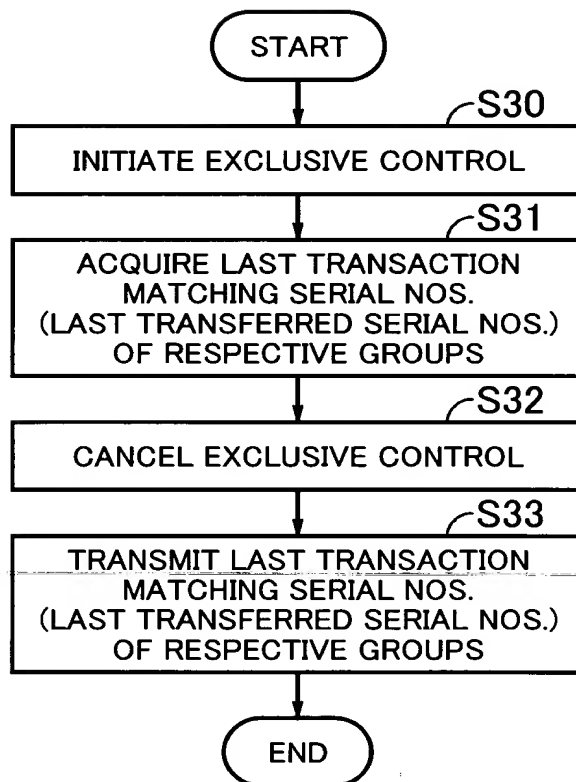 START
S30
INITIATE EXCLUSIVE CONTROL
S31
ACQUIRE LAST TRANSACTION
MATCHING SERIAL NOS.
(LAST TRANSFERRED SERIAL NOS.)
OF RESPECTIVE GROUPS
S32
CANCEL EXCLUSIVE CONTROL
S33
TRANSMIT LAST TRANSACTION
MATCHING SERIAL NOS.
(LAST TRANSFERRED SERIAL NOS.)
OF RESPECTIVE GROUPS
END